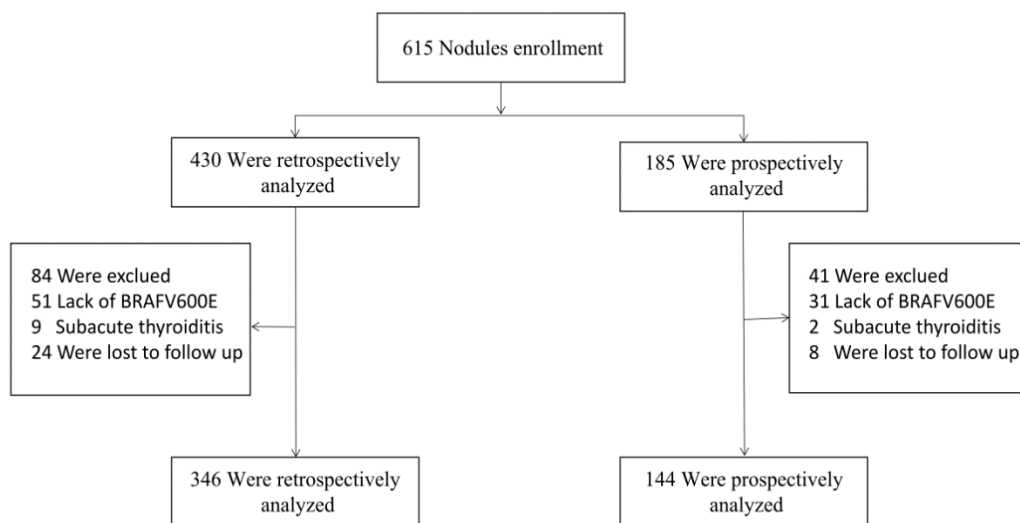 615 Nodules enrollment
430 Were retrospectively
analyzed
185 Were prospectively
analyzed
84 Were exclued
51 Lack of BRAFV600E
9 Subacute thyroiditis
24 Were lost to follow up
41 Were exclued
31 Lack of BRAFV600E
2 Subacute thyroiditis
8 Were lost to follow up
346 Were retrospectively
analyzed
144 Were prospectively
analyzed